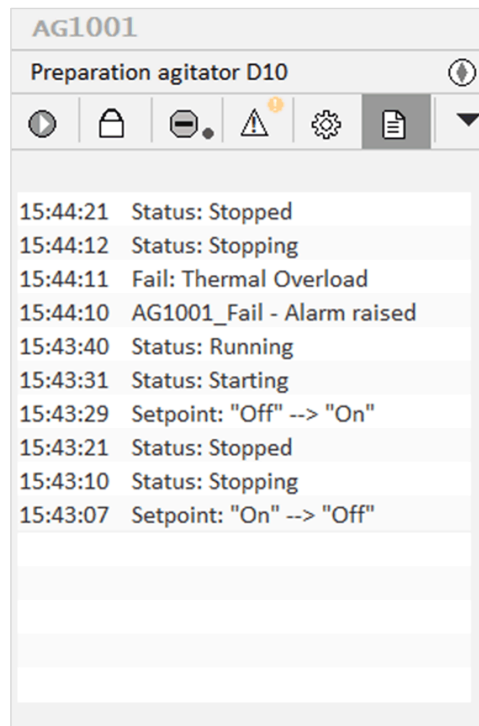 AG1001
Preparation agitator D10
15:44:21 Status: Stopped
15:44:12 Status: Stopping
15:44:11 Fail: Thermal Overload
15:44:10 AG1001_Fail - Alarm raised
15:43:40 Status: Running
15:43:31 Status: Starting
15:43:29 Setpoint: "Off" --> "On"
15:43:21 Status: Stopped
15:43:10 Status: Stopping
15:43:07 Setpoint: "On" --> "Off"